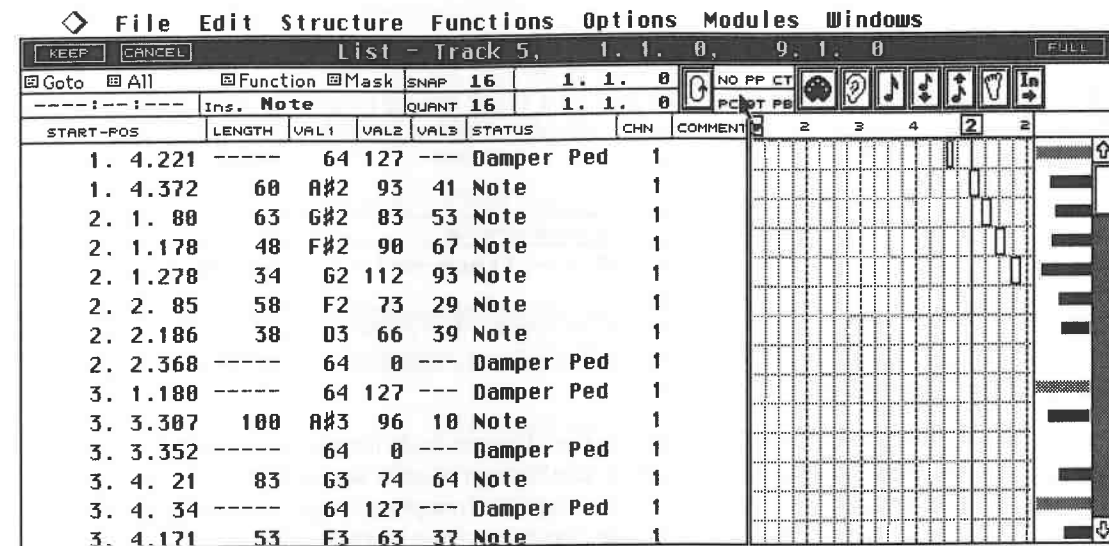 File Edit Structure Functions Options Modules Windows
KEEP CANCEL List - Track 5, 1. 1. 0, 9. 1. 0 FULL
Goto All Function Mask SNAP 16 1. 1. 0 NO PP CT In
----:--:--- Ins. Note QUANT 16 1. 1. 0 PC PB
START-POS LENGTH VAL1 VAL2 VAL3 STATUS CHN COMMENT 2 3 4 2 2
1. 4.221 ----- 64 127 --- Damper Ped 1
1. 4.372 60 A#2 93 41 Note 1
2. 1. 80 63 G#2 83 53 Note 1
2. 1.178 48 F#2 90 67 Note 1
2. 1.278 34 G2 112 93 Note 1
2. 2. 85 58 F2 73 29 Note 1
2. 2.186 38 D3 66 39 Note 1
2. 2.368 ----- 64 0 --- Damper Ped 1
3. 1.180 ----- 64 127 --- Damper Ped 1
3. 3.307 100 A#3 96 10 Note 1
3. 3.352 ----- 64 0 --- Damper Ped 1
3. 4. 21 83 G3 74 64 Note 1
3. 4. 34 ----- 64 127 --- Damper Ped 1
3. 4.171 53 F3 63 37 Note 1